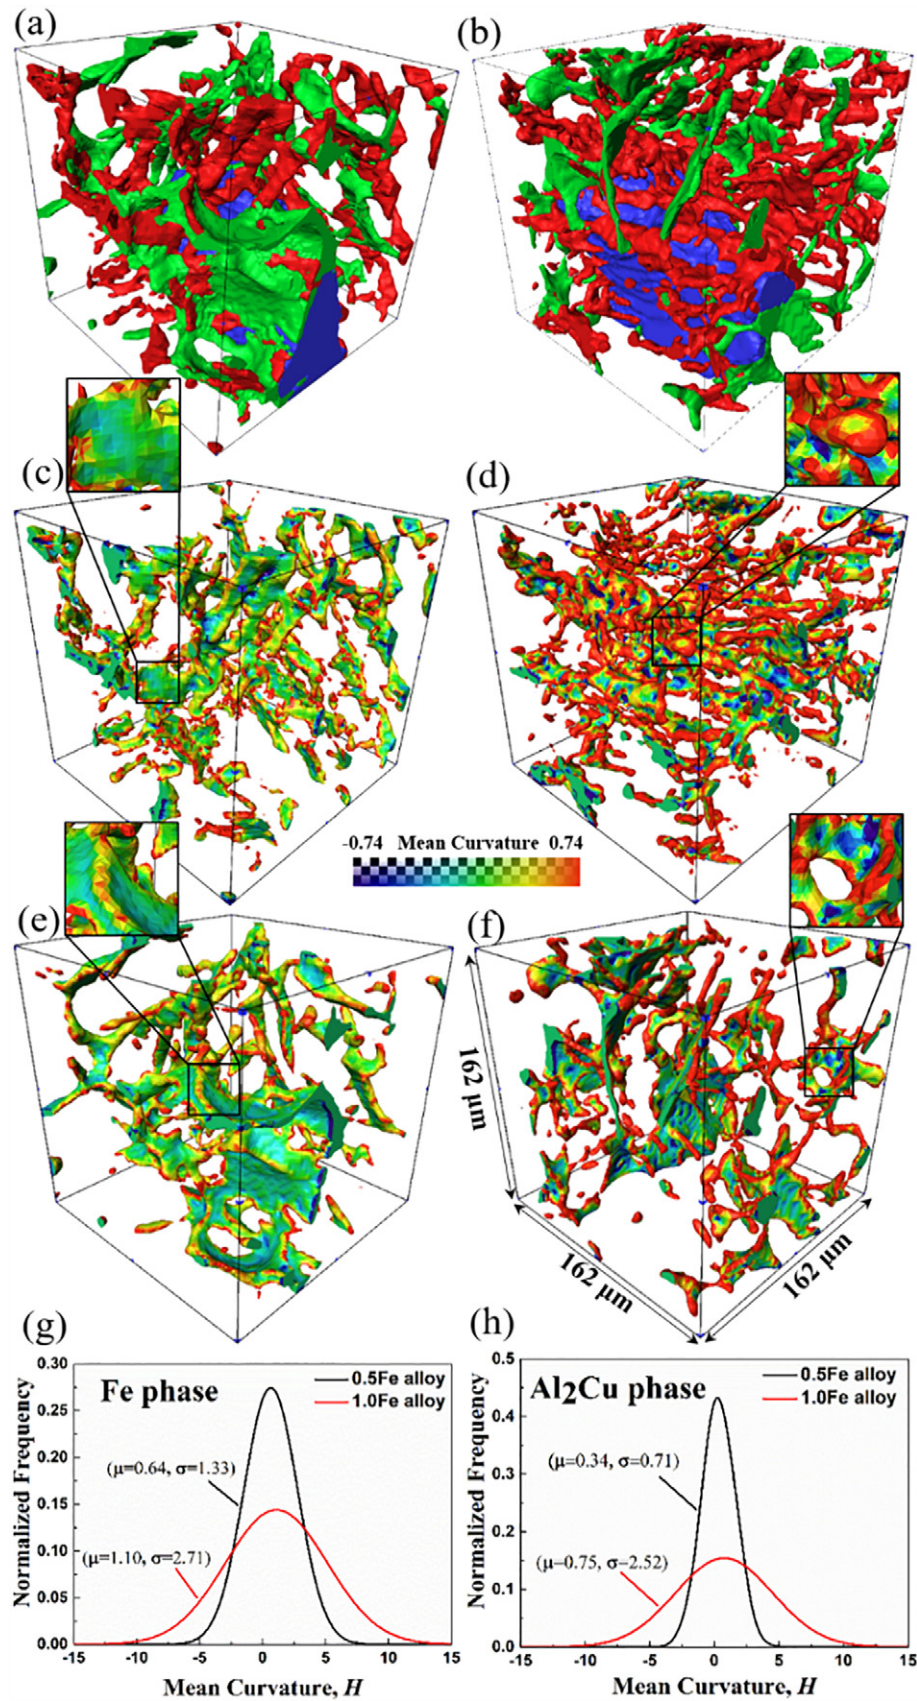 (a)
(b)
(c)
(d)
-0.74 Mean Curvature 0.74
(e)
(f)
162 µm
162 µm
162 µm
(g)
(h)
Fe phase
0.5Fe alloy
1.0Fe alloy
(µ=0.64, σ=1.33)
(µ=1.10, σ=2.71)
Normalized Frequency
0.30
0.25
0.20
0.15
0.10
0.05
0.00
-15 -10 -5 0 5 10 15
Mean Curvature, H
Al2Cu phase
0.5Fe alloy
1.0Fe alloy
(µ=0.34, σ=0.71)
(µ=0.75, σ=2.52)
Normalized Frequency
0.5
0.4
0.3
0.2
0.1
0.0
-15 -10 -5 0 5 10 15
Mean Curvature, H